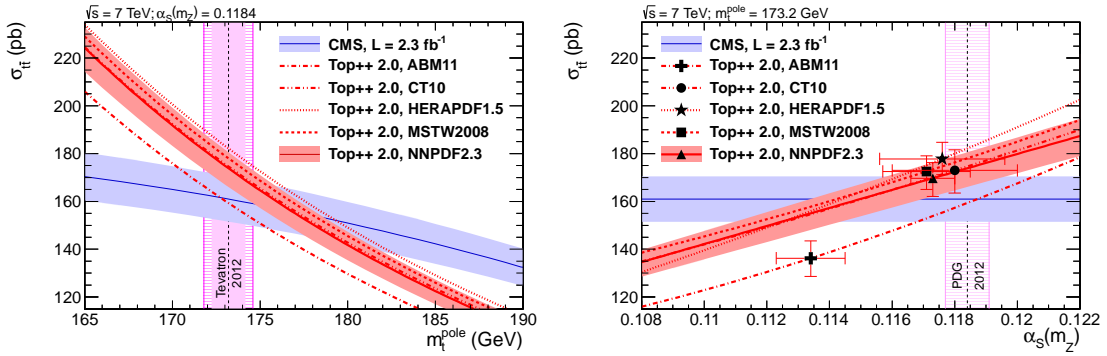 √s = 7 TeV; αS(mZ) = 0.1184
σtt̄ (pb)
220
200
180
160
140
120
CMS, L = 2.3 fb⁻¹
Top++ 2.0, ABM11
Top++ 2.0, CT10
Top++ 2.0, HERAPDF1.5
Top++ 2.0, MSTW2008
Top++ 2.0, NNPDF2.3
Tevatron
2012
165 170 175 180 185 190
mt^pole (GeV)
√s = 7 TeV; mt^pole = 173.2 GeV
σtt̄ (pb)
220
200
180
160
140
120
CMS, L = 2.3 fb⁻¹
Top++ 2.0, ABM11
Top++ 2.0, CT10
Top++ 2.0, HERAPDF1.5
Top++ 2.0, MSTW2008
Top++ 2.0, NNPDF2.3
PDG
2012
0.108 0.11 0.112 0.114 0.116 0.118 0.12 0.122
αS(mZ)